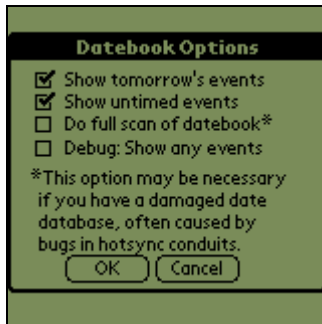 Datebook Options
Show tomorrow's events
Show untimed events
Do full scan of datebook*
Debug: Show any events
*This option may be necessary
if you have a damaged date
database, often caused by
bugs in hotsync conduits.
OK Cancel